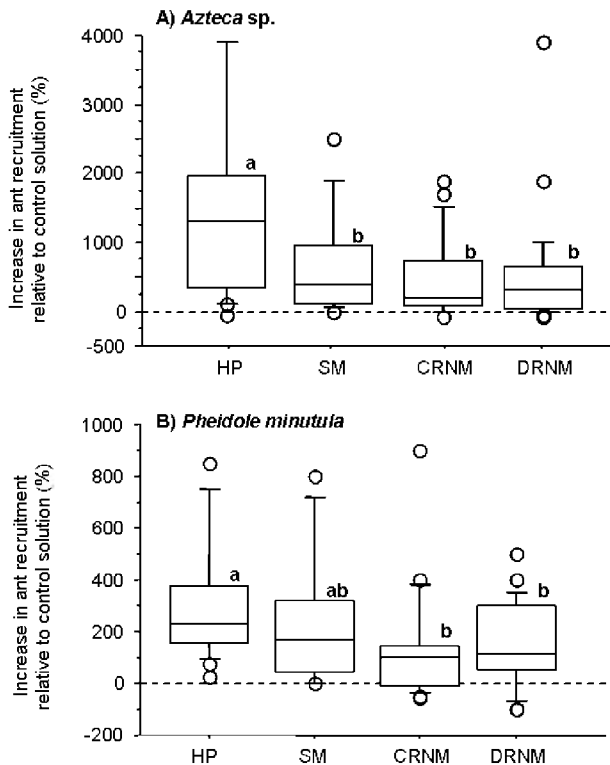 A) Azteca sp.
Increase in ant recruitment
relative to control solution (%)
4000
3000
2000
1000
0
-500
a
b
b
b
HP SM CRNM DRNM
B) Pheidole minutula
Increase in ant recruitment
relative to control solution (%)
1000
800
600
400
200
0
-200
a
ab
b
b
HP SM CRNM DRNM